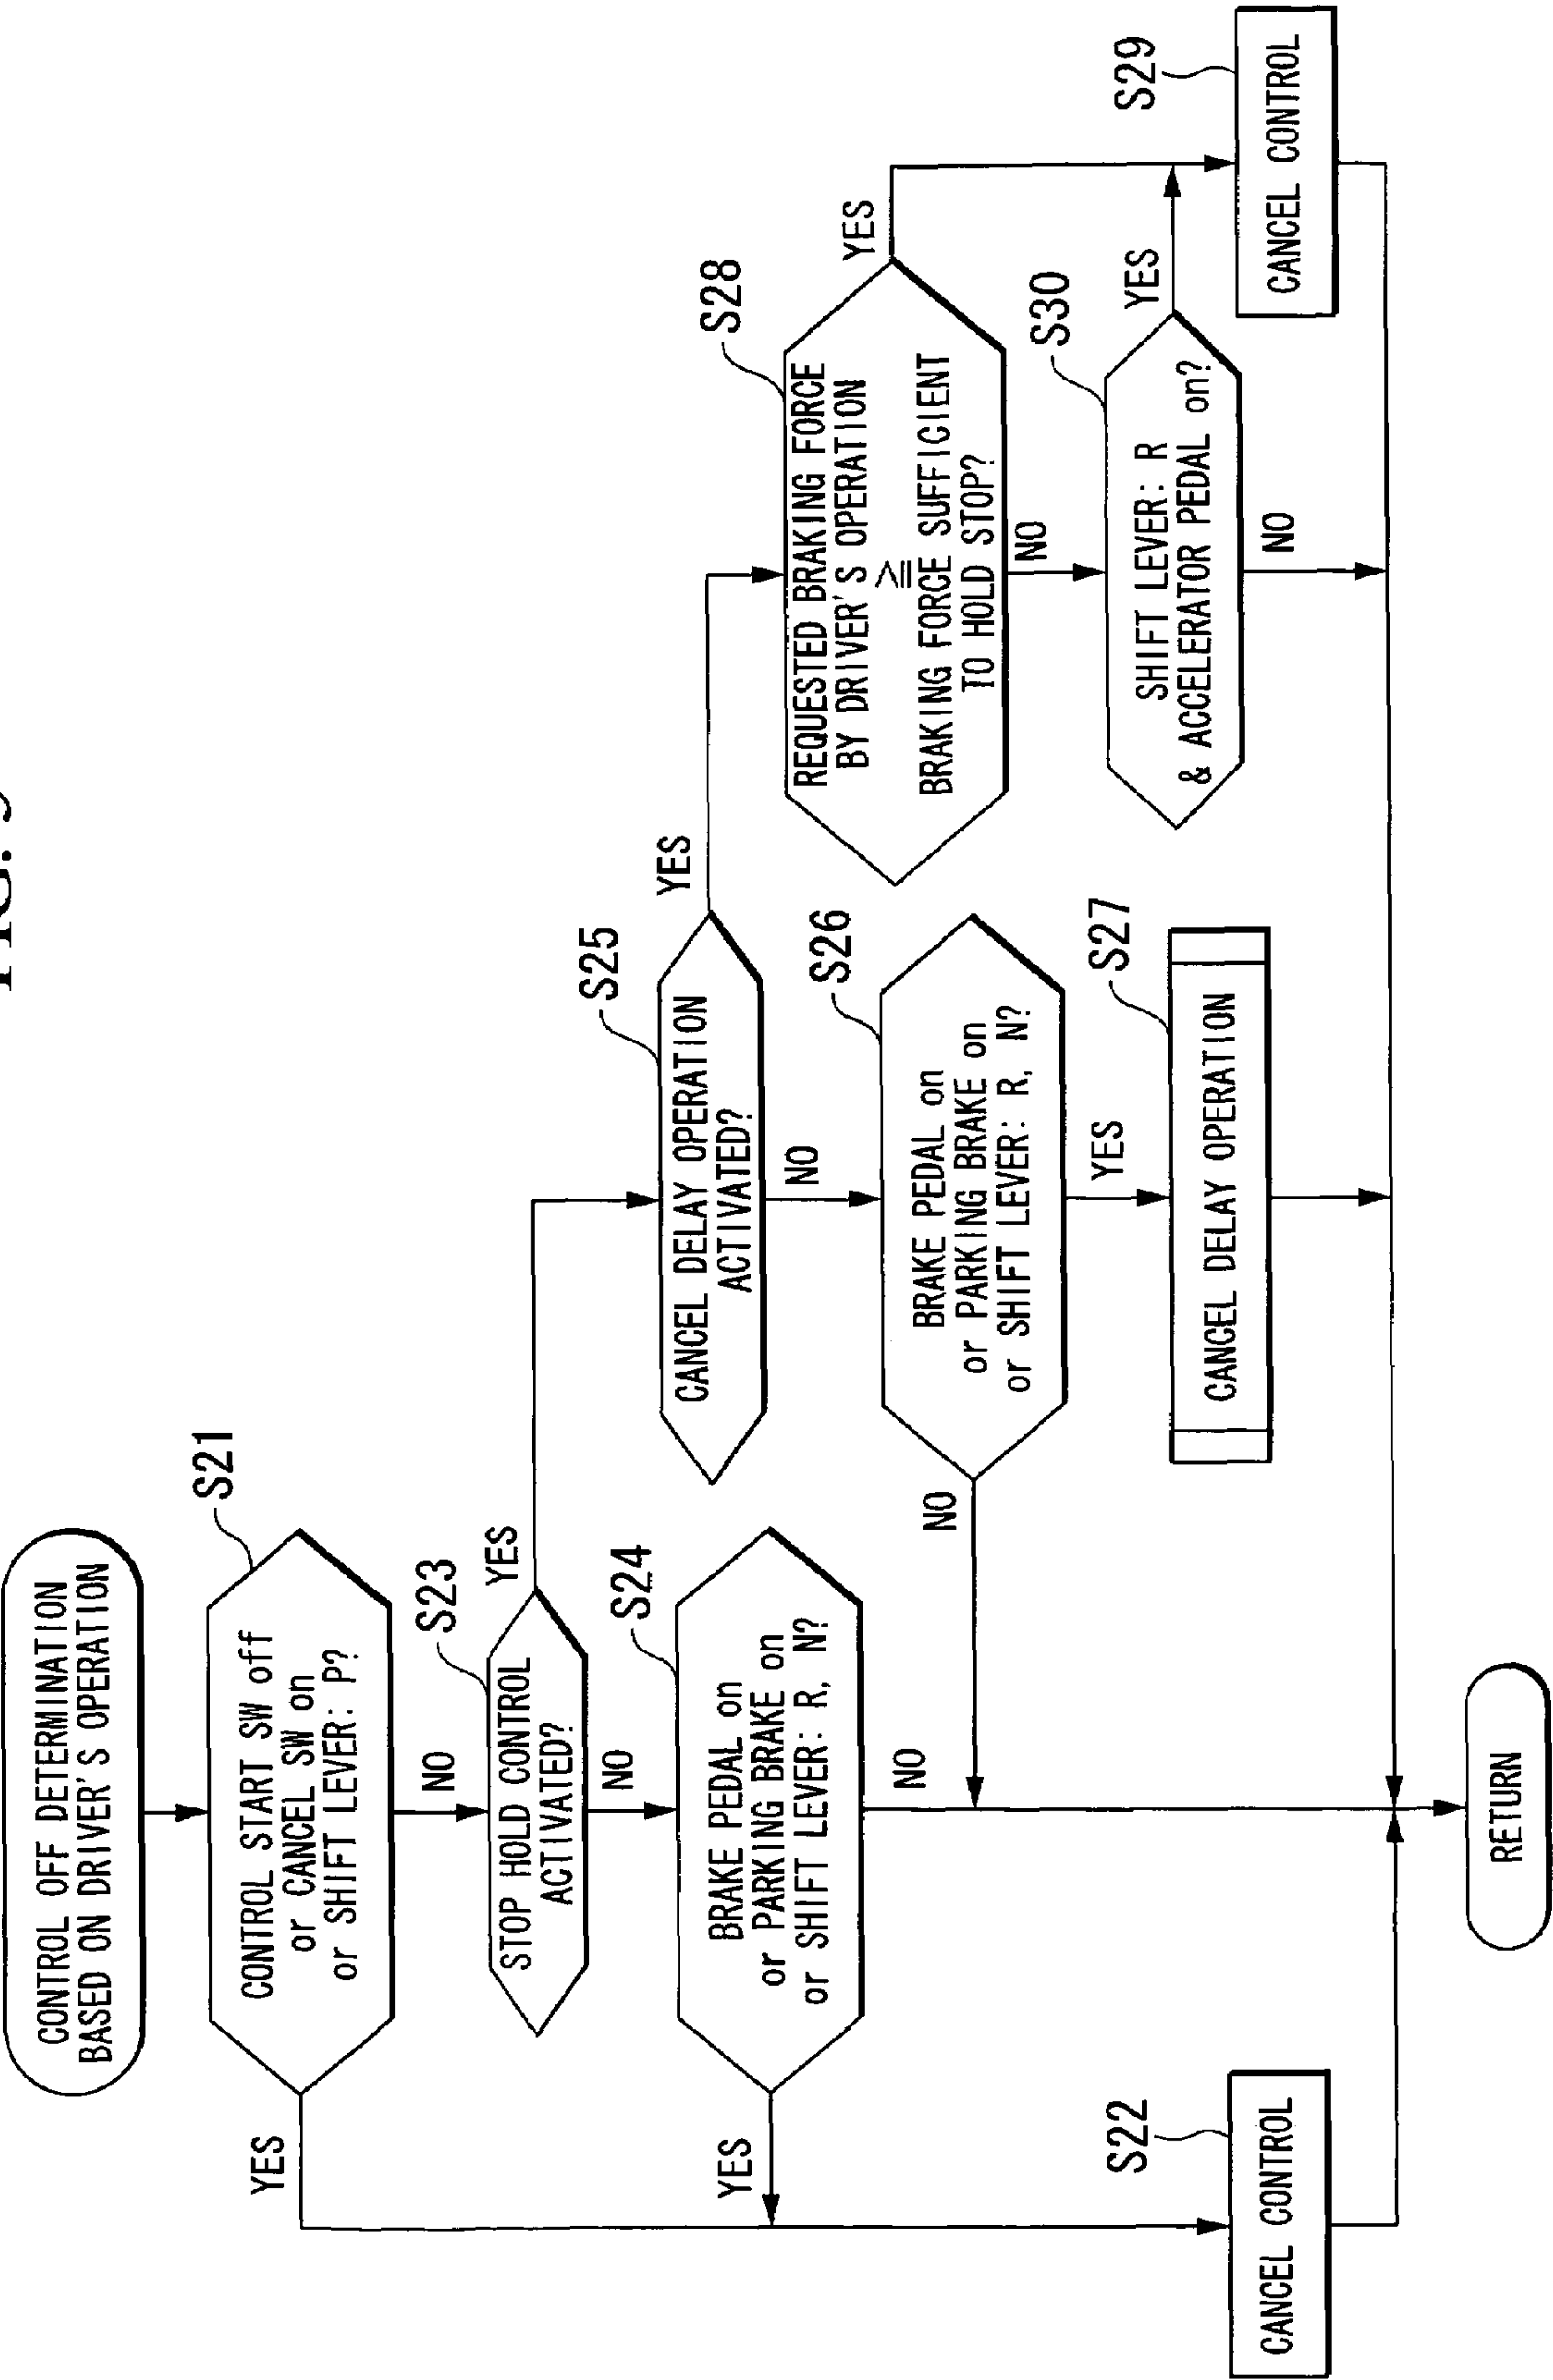 CONTROL OFF DETERMINATION
BASED ON DRIVER'S OPERATION
S21
CONTROL START SW off
or CANCEL SW on
or SHIFT LEVER: P?
YES
NO
S23
STOP HOLD CONTROL
ACTIVATED?
YES
NO
S24
BRAKE PEDAL on
or PARKING BRAKE on
or SHIFT LEVER: R, N?
YES
NO
S22
CANCEL CONTROL
S25
CANCEL DELAY OPERATION
ACTIVATED?
YES
NO
S26
BRAKE PEDAL on
or PARKING BRAKE on
or SHIFT LEVER: R, N?
NO
YES
S27
CANCEL DELAY OPERATION
S28
REQUESTED BRAKING FORCE
BY DRIVER'S OPERATION
≧
BRAKING FORCE SUFFICIENT
TO HOLD STOP?
YES
NO
S30
SHIFT LEVER: R
& ACCELERATOR PEDAL on?
YES
NO
S29
CANCEL CONTROL
RETURN